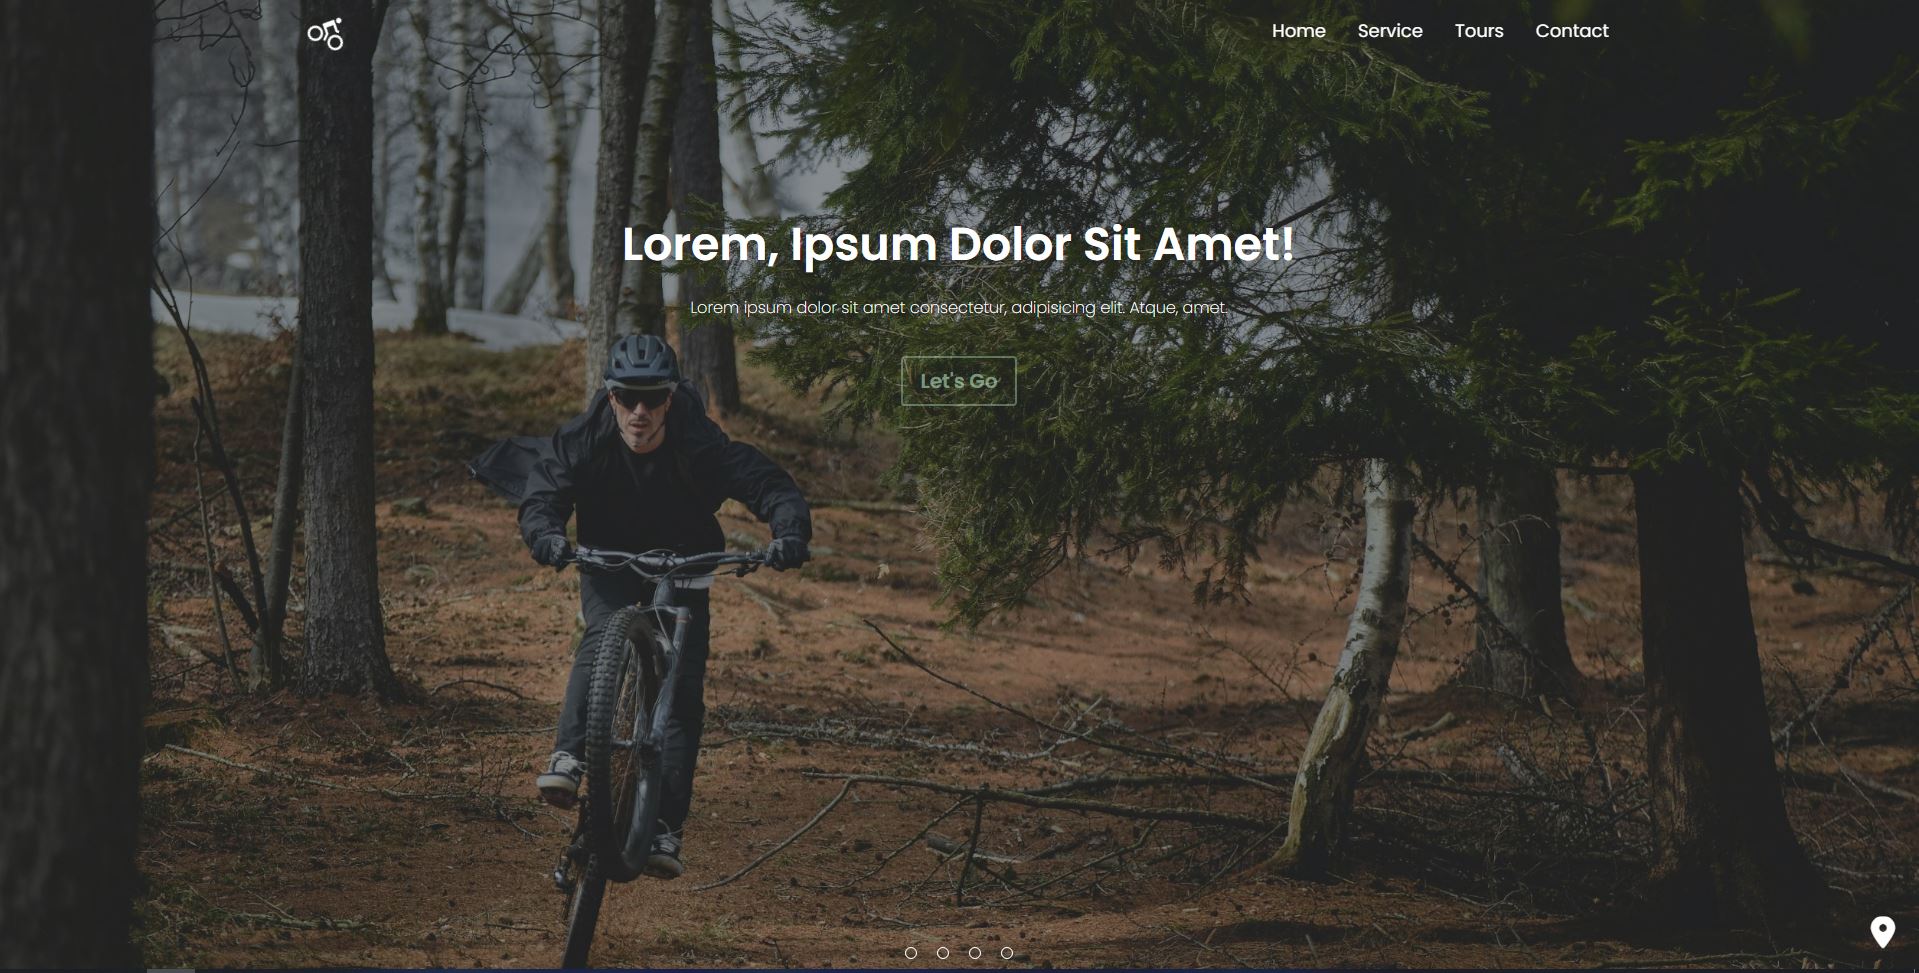 Home Service Tours Contact
Lorem, Ipsum Dolor Sit Amet!
Lorem ipsum dolor sit amet consectetur, adipisicing elit. Atque, amet.
Let's Go